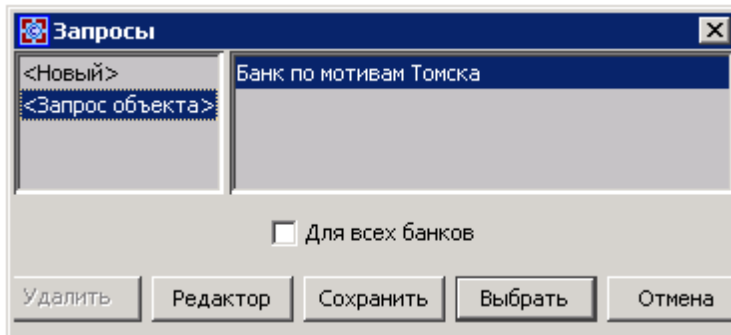 Запросы
<Новый>
<Запрос объекта>
Банк по мотивам Томска
Для всех банков
Удалить Редактор Сохранить Выбрать Отмена